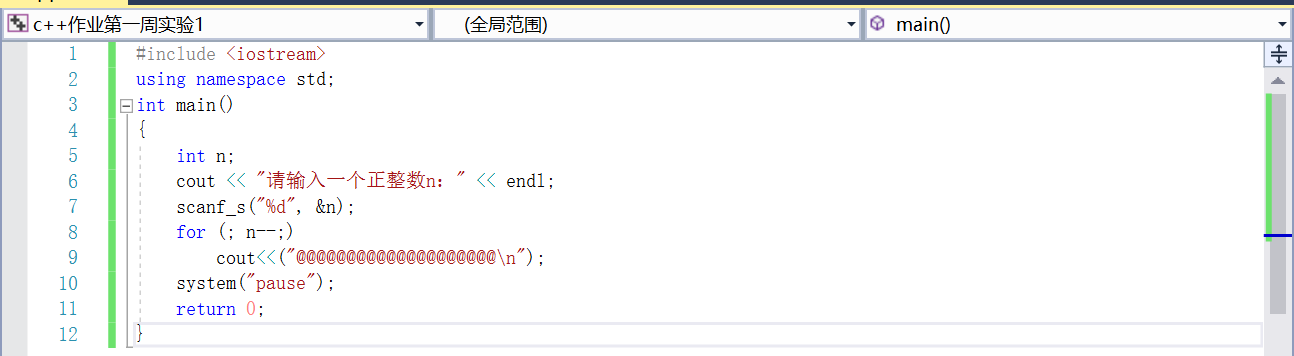 c++作业第一周实验1 (全局范围) main()
1 #include <iostream>
2 using namespace std;
3 int main()
4 {
5 int n;
6 cout << "请输入一个正整数n：" << endl;
7 scanf_s("%d", &n);
8 for (; n--;)
9 cout<<("@@@@@@@@@@@@@@@@@@@@\n");
10 system("pause");
11 return 0;
12 }